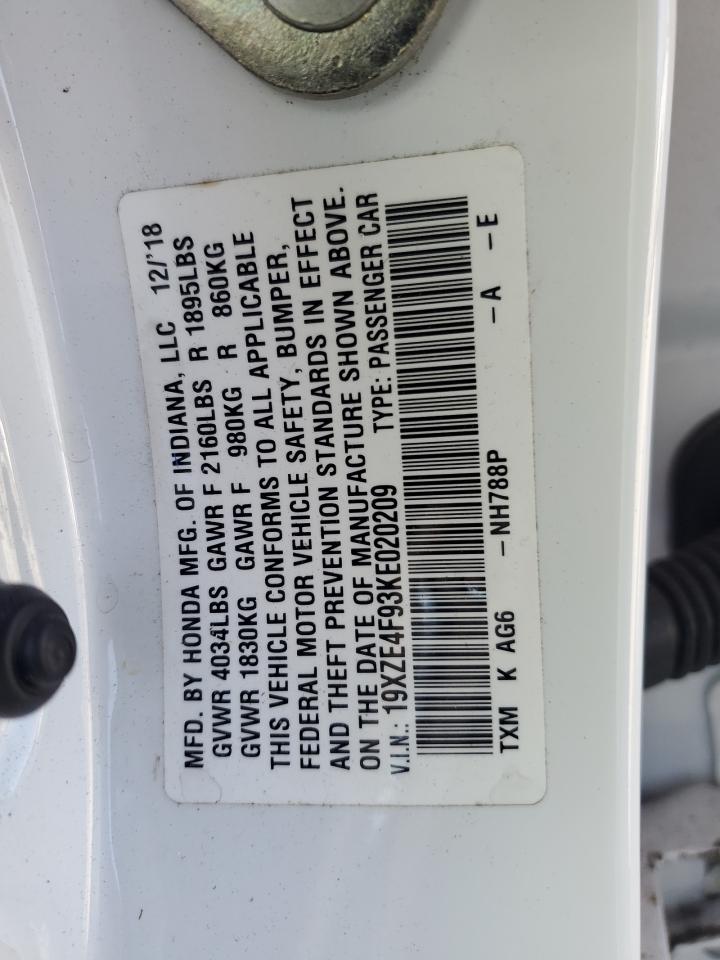 MFD. BY HONDA MFG. OF INDIANA, LLC 12/'18
GVWR 4034LBS GAWR F 2160LBS R 1895LBS
GVWR 1830KG GAWR F 980KG R 860KG
THIS VEHICLE CONFORMS TO ALL APPLICABLE
FEDERAL MOTOR VEHICLE SAFETY, BUMPER,
AND THEFT PREVENTION STANDARDS IN EFFECT
ON THE DATE OF MANUFACTURE SHOWN ABOVE.
V.I.N.: 19XZE4F93KE020209 TYPE: PASSENGER CAR
TXM K AG6 – NH788P – A – E